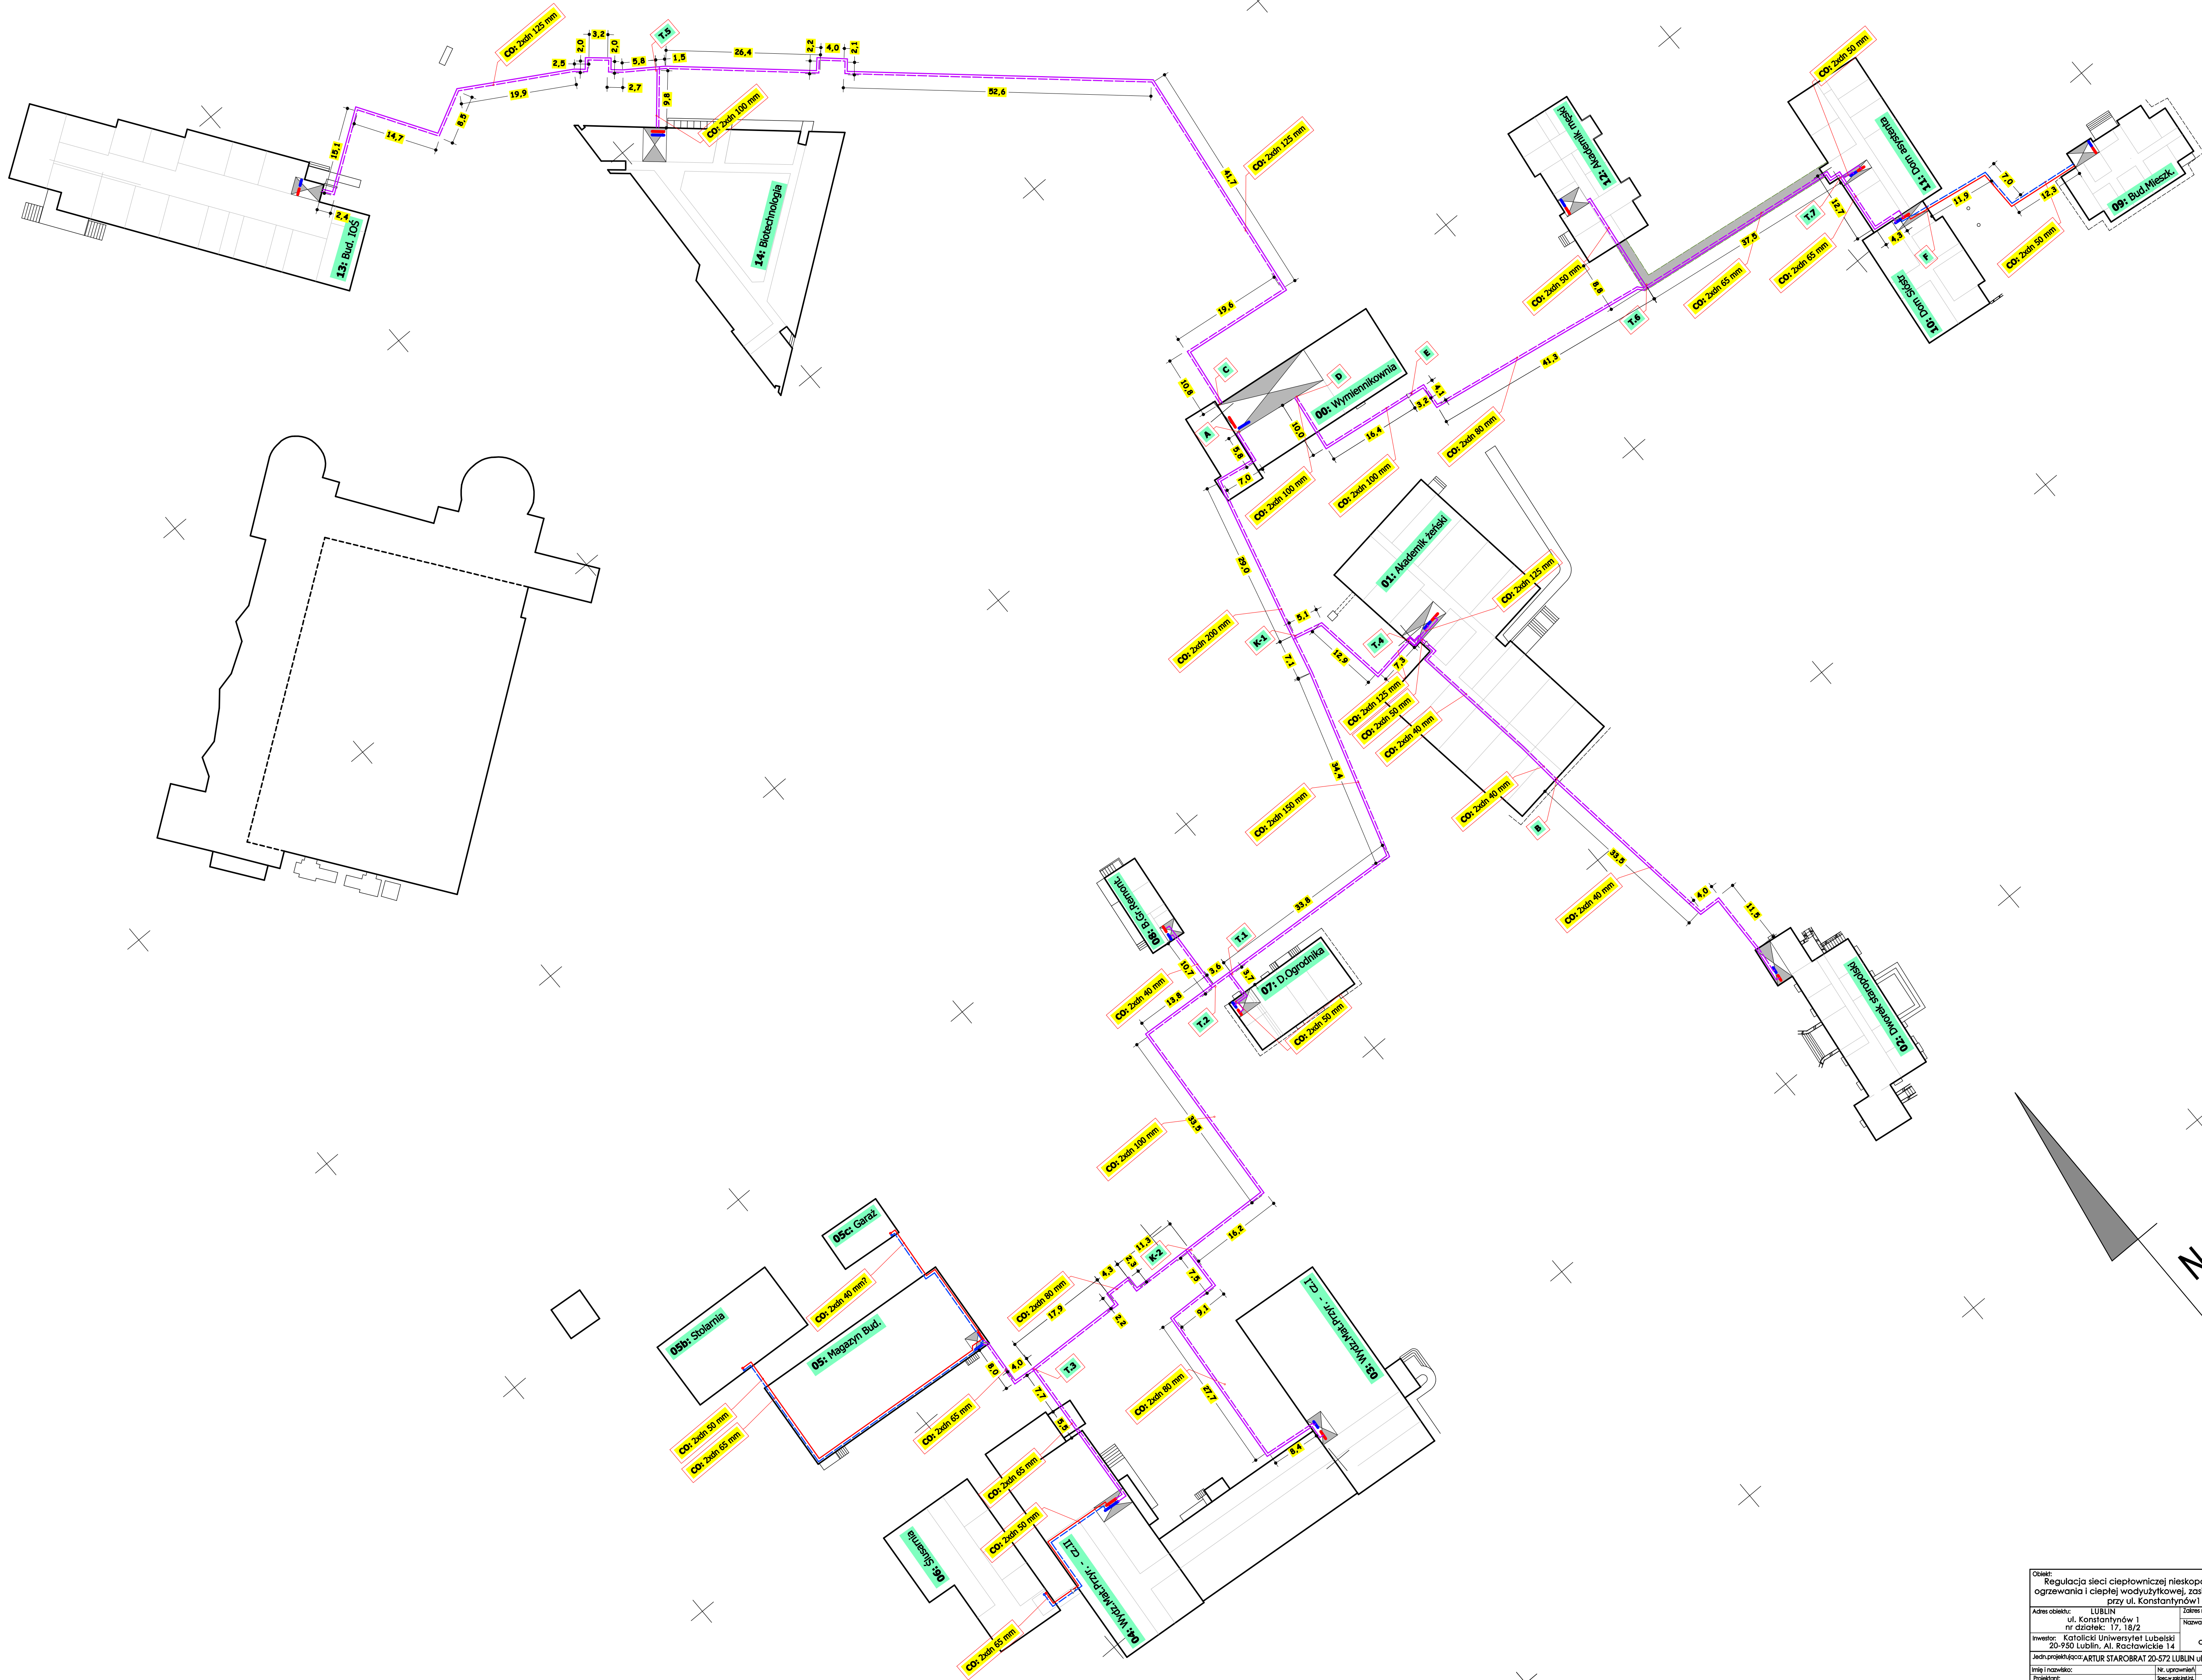 CO: 2xdn 125 mm
2,0
3,2
2,0
T.5
26,4
2,2
4,0
2,1
2,5
5,8
1,5
2,7
19,9
8,5
14,7
15,1
2,4
9,8
52,6
CO: 2xdn 100 mm
13: Bud. IOŚ
14: Biotechnologia
41,7
CO: 2xdn 125 mm
19,6
10,8
C
D
E
A
00: Wymiennikownia
10,0
5,8
7,0
16,4
3,2
4,1
41,3
CO: 2xdn 80 mm
CO: 2xdn 100 mm
CO: 2xdn 100 mm
12: Akademik męski
CO: 2xdn 50 mm
8,8
T.6
37,5
CO: 2xdn 65 mm
CO: 2xdn 50 mm
11: Dom asystenta
T.7
12,7
CO: 2xdn 65 mm
4,3
F
10: Dom Sióstr
11,9
7,0
12,3
CO: 2xdn 50 mm
09: Bud.Mieszk.
29,0
CO: 2xdn 200 mm
K-1
5,1
7,1
12,9
7,3
T.4
01: Akademik żeński
CO: 2xdn 125 mm
CO: 2xdn 125 mm
CO: 2xdn 50 mm
CO: 2xdn 40 mm
34,4
CO: 2xdn 150 mm
CO: 2xdn 40 mm
B
33,5
CO: 2xdn 40 mm
4,0
11,5
02: Dworek staropolski
33,8
08: B.Gr.Remont.
10,7
3,6
T.1
3,7
07: D.Ogrodnika
CO: 2xdn 40 mm
13,8
T.2
CO: 2xdn 50 mm
33,5
CO: 2xdn 100 mm
16,2
11,3
K-2
2,3
4,3
7,5
9,1
CO: 2xdn 80 mm
17,9
2,2
05c: Garaż
CO: 2xdn 40 mm?
05b: Stolarnia
05: Magazyn Bud.
8,0
4,0
T.3
7,7
5,5
CO: 2xdn 80 mm
27,7
8,4
03: Wydz.Mat.Przyr. - cz.I
CO: 2xdn 50 mm
CO: 2xdn 65 mm
CO: 2xdn 65 mm
CO: 2xdn 65 mm
CO: 2xdn 50 mm
06: Ślusarnia
04: Wydz.Mat.Przyr. - cz.II
CO: 2xdn 65 mm
N
Obiekt:
Regulacja sieci ciepłowniczej
ogrzewania i ciepłej wodyużytkowej,
przy ul. Konstantynów1
Adres obiektu: LUBLIN
ul. Konstantynów 1
nr działek: 17, 18/2
Zakres
Inwestor: Katolicki Uniwersytet Lubelski
20-950 Lublin, Al. Racławickie 14
Jedn.projektująca: ARTUR STAROBRAT 20-572 LUBLIN
Imię i nazwisko:
Nr. uprawnień
Projektant: